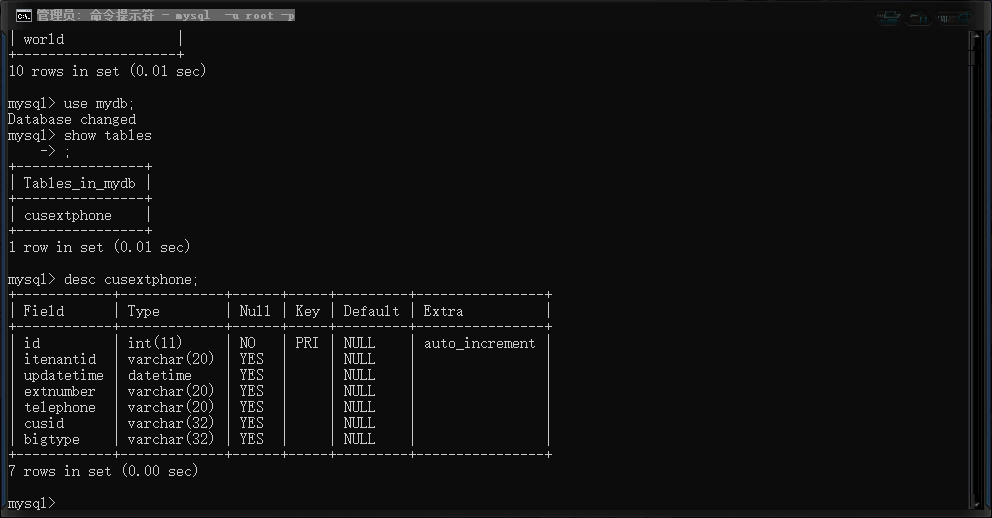 管理员: 命令提示符 - mysql  -u root -p
| world              |
+--------------------+
10 rows in set (0.01 sec)
mysql> use mydb;
Database changed
mysql> show tables
    -> ;
+----------------+
| Tables_in_mydb |
+----------------+
| cusextphone    |
+----------------+
1 row in set (0.01 sec)
mysql> desc cusextphone;
+------------+-------------+------+-----+---------+----------------+
| Field      | Type        | Null | Key | Default | Extra          |
+------------+-------------+------+-----+---------+----------------+
| id         | int(11)     | NO   | PRI | NULL    | auto_increment |
| itenantid  | varchar(20) | YES  |     | NULL    |                |
| updatetime | datetime    | YES  |     | NULL    |                |
| extnumber  | varchar(20) | YES  |     | NULL    |                |
| telephone  | varchar(20) | YES  |     | NULL    |                |
| cusid      | varchar(32) | YES  |     | NULL    |                |
| bigtype    | varchar(32) | YES  |     | NULL    |                |
+------------+-------------+------+-----+---------+----------------+
7 rows in set (0.00 sec)
mysql>